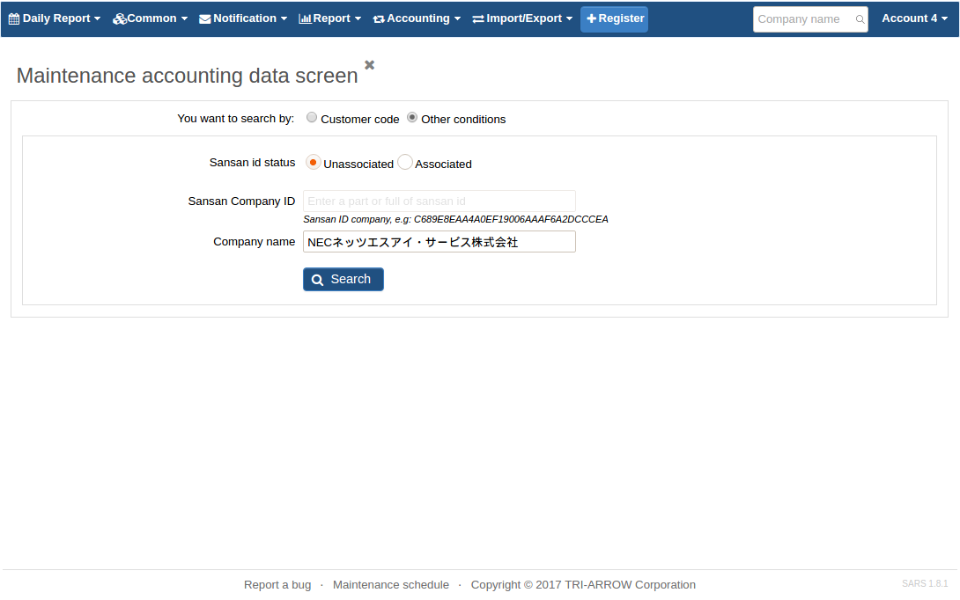 Daily Report Common Notification Report Accounting Import/Export Register Company name Account 4
Maintenance accounting data screen
You want to search by: Customer code Other conditions
Sansan id status Unassociated Associated
Sansan Company ID Enter a part or full of sansan id
Sansan ID company, e.g: C689E8EAA4A0EF19006AAAF6A2DCCCEA
Company name NECネッツエスアイ・サービス株式会社
Search
Report a bug · Maintenance schedule · Copyright © 2017 TRI-ARROW Corporation SARS 1.8.1